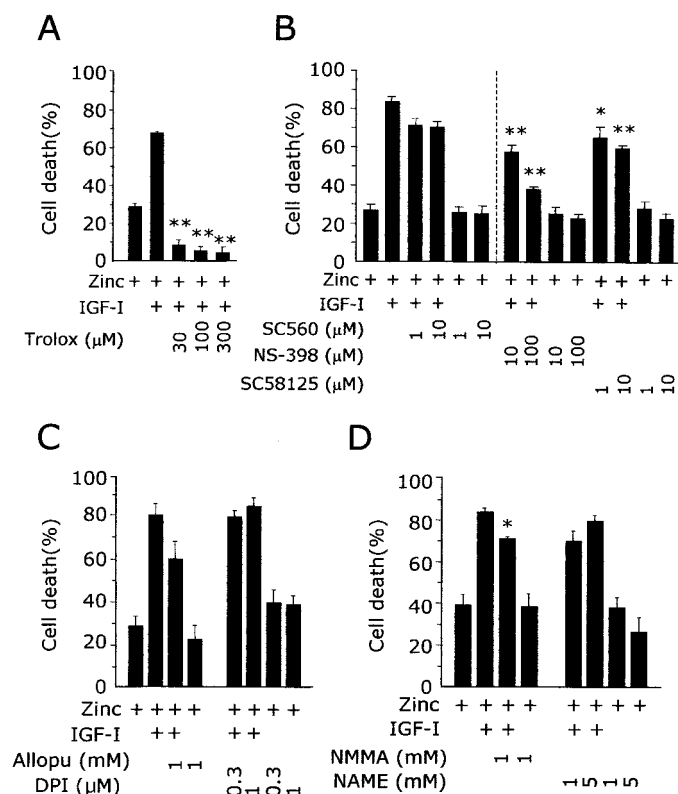 A
Cell death(%)
100
80
60
40
20
0
** ** **
Zinc + + + + +
IGF-I + + + +
Trolox (μM) 30 100 300
B
Cell death(%)
100
80
60
40
20
0
** ** * **
Zinc + + + + + + + + + + + + + +
IGF-I + + + + + + +
SC560 (μM) 1 10 1 10
NS-398 (μM) 10 100 10 100
SC58125 (μM) 1 10 1 10
C
Cell death(%)
100
80
60
40
20
0
Zinc + + + + + + + +
IGF-I + + + +
Allopu (mM) 1 1
DPI (μM) 0.3 1 0.3 1
D
Cell death(%)
100
80
60
40
20
0
*
Zinc + + + + + + + +
IGF-I + + + +
NMMA (mM) 1 1
NAME (mM) 1 5 1 5